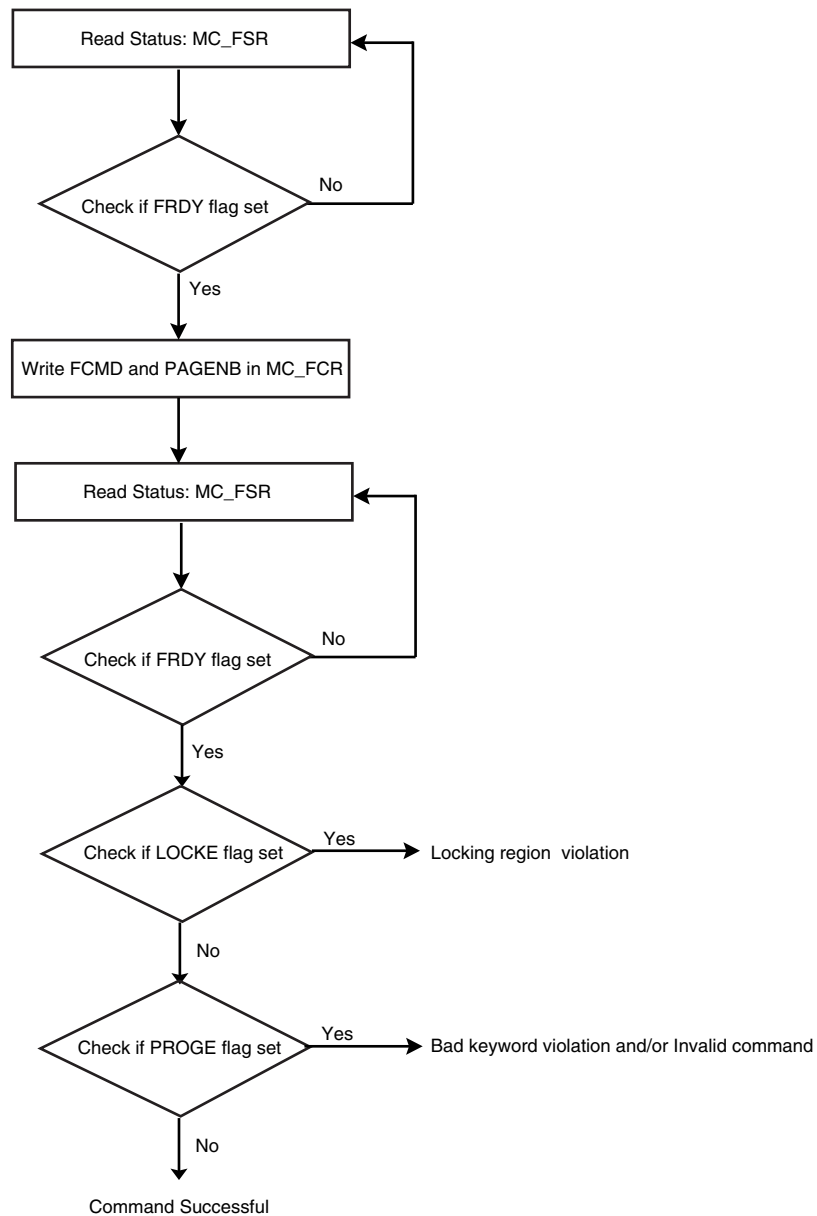 Read Status: MC_FSR
Check if FRDY flag set
No
Yes
Write FCMD and PAGENB in MC_FCR
Read Status: MC_FSR
Check if FRDY flag set
No
Yes
Check if LOCKE flag set
Yes
Locking region violation
No
Check if PROGE flag set
Yes
Bad keyword violation and/or Invalid command
No
Command Successful